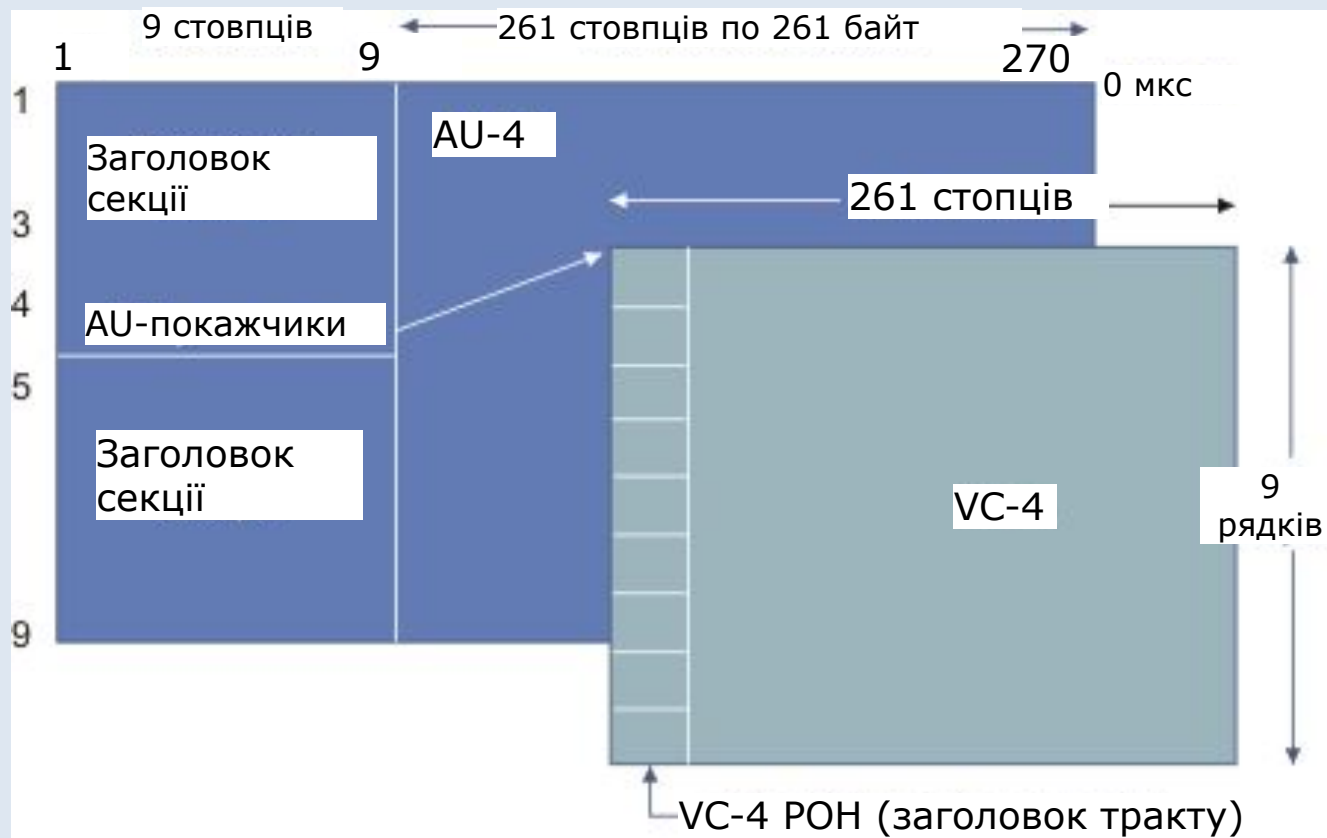 9 стовпців
261 стовпців по 261 байт
1
9
270
0 мкс
1
AU-4
Заголовок
секції
261 стопців
3
4
AU-покажчики
5
Заголовок
секції
VC-4
9
рядків
9
VC-4 POH (заголовок тракту)